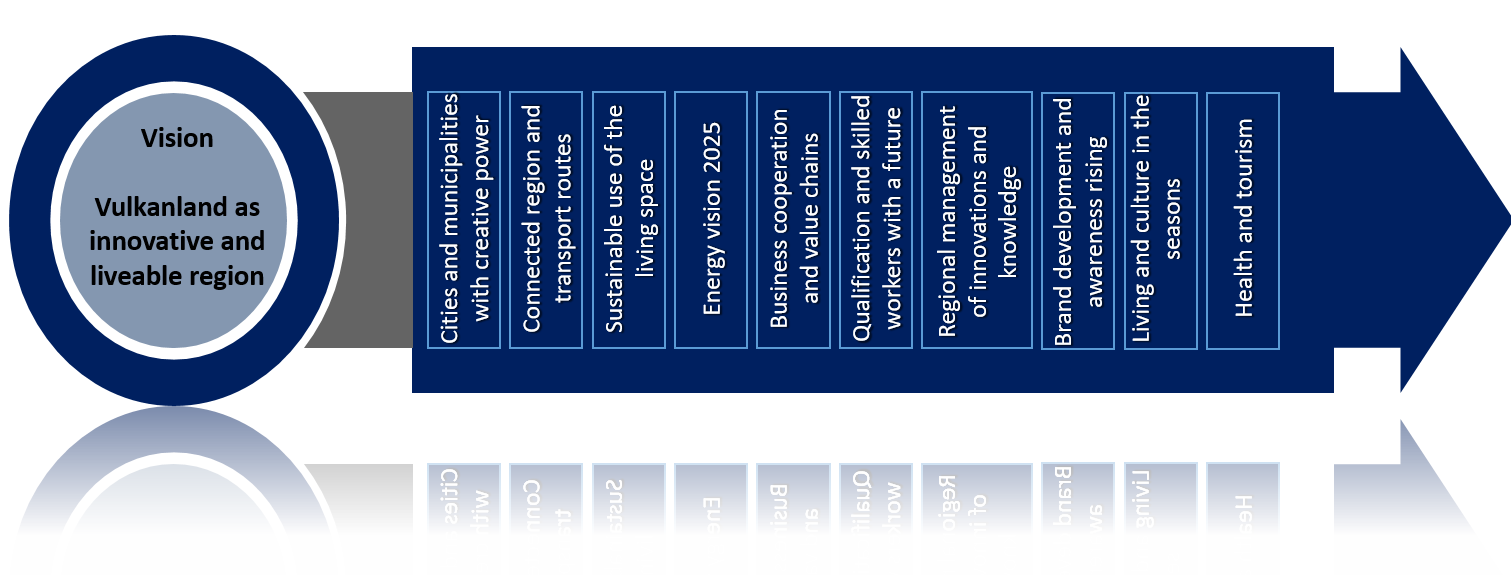 Vision
Vulkanland as
innovative and
liveable region
Cities and municipalities
with creative power
Connected region and
transport routes
Sustainable use of the
living space
Energy vision 2025
Business cooperation
and value chains
Qualification and skilled
workers with a future
Regional management
of innovations and
knowledge
Brand development and
awareness rising
Living and culture in the
seasons
Health and tourism